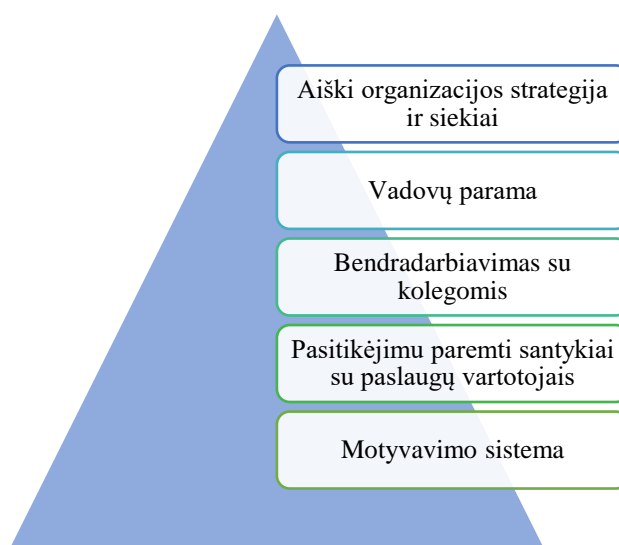 Aiški organizacijos strategija
ir siekiai
Vadovų parama
Bendradarbiavimas su
kolegomis
Pasitikėjimu paremti santykiai
su paslaugų vartotojais
Motyvavimo sistema